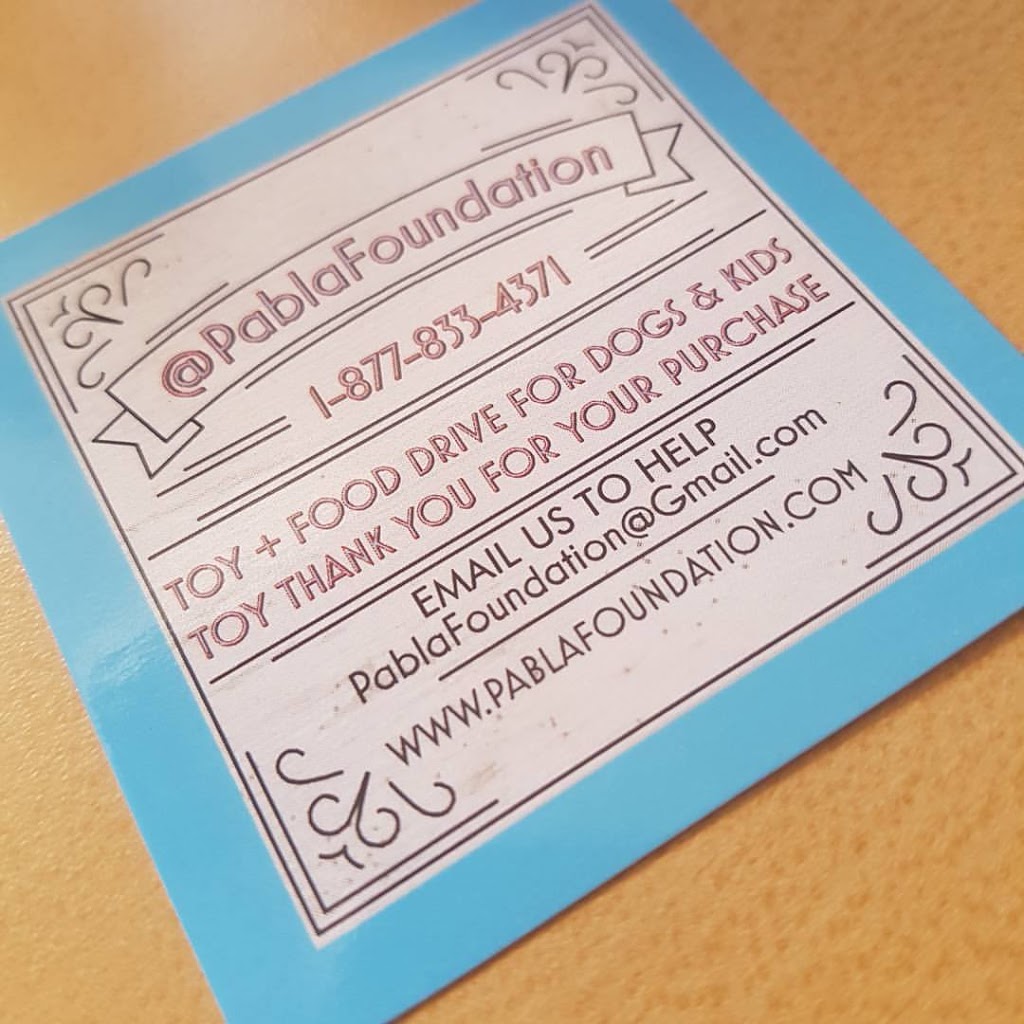 @PablaFoundation
1-877-833-4371
TOY + FOOD DRIVE FOR DOGS & KIDS
TOY THANK YOU FOR YOUR PURCHASE
EMAIL US TO HELP
PablaFoundation@Gmail.com
WWW.PABLAFOUNDATION.COM